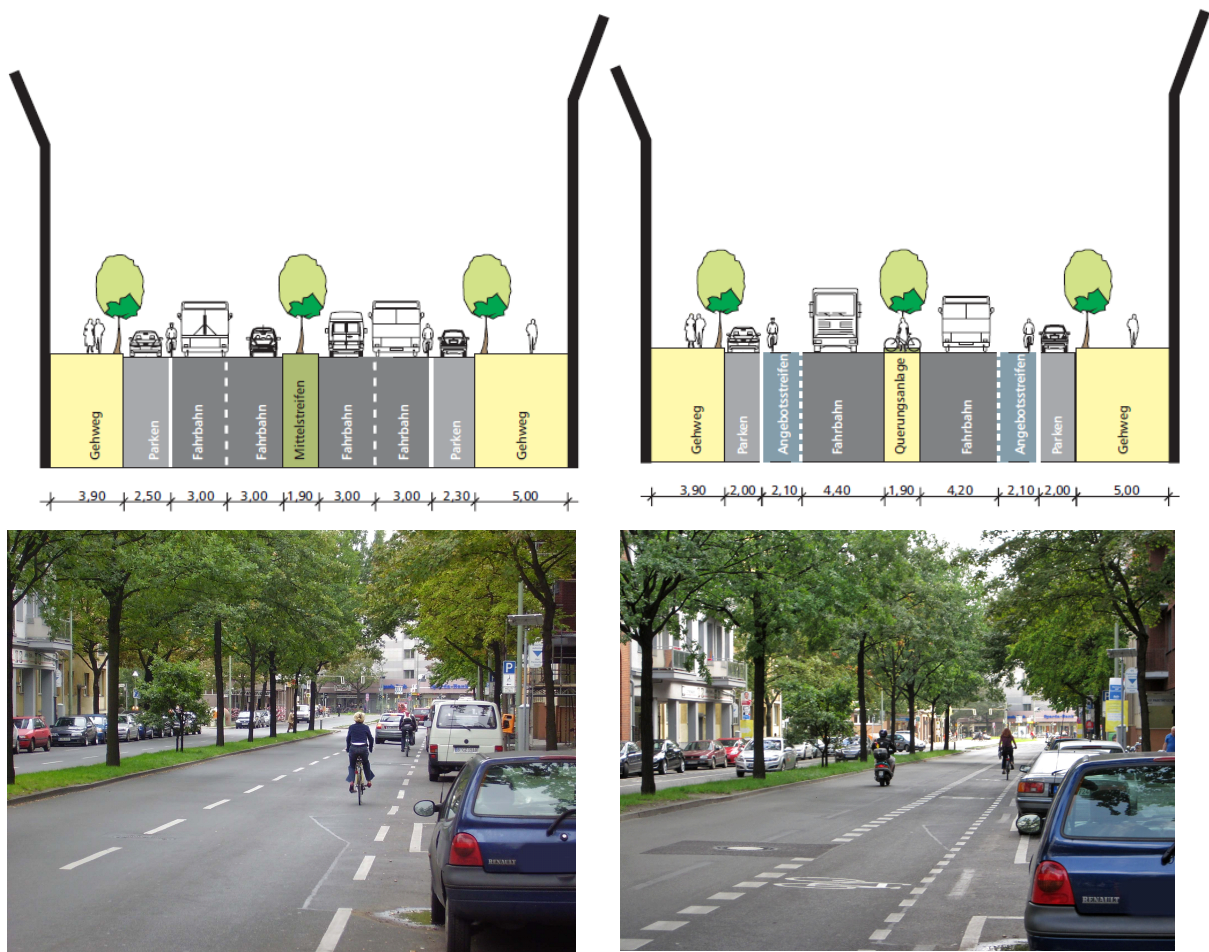 Gehweg
Parken
Fahrbahn
Fahrbahn
Mittelstreifen
Fahrbahn
Fahrbahn
Parken
Gehweg
3,90 2,50 3,00 3,00 1,90 3,00 3,00 2,30 5,00
Gehweg
Parken
Angebotsstreifen
Fahrbahn
Querungsanlage
Fahrbahn
Angebotsstreifen
Parken
Gehweg
3,90 2,00 2,10 4,40 1,90 4,20 2,10 2,00 5,00
P
RENAULT
RENAULT